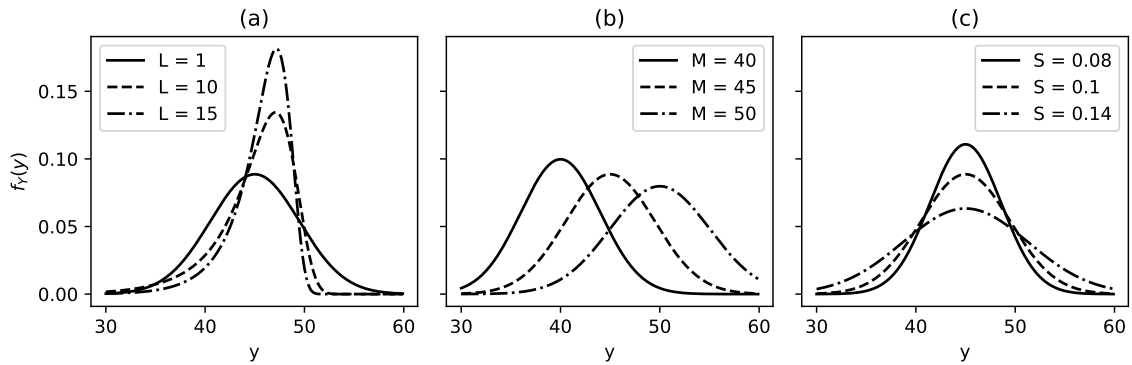 (a)
(b)
(c)
L = 1
L = 10
L = 15
M = 40
M = 45
M = 50
S = 0.08
S = 0.1
S = 0.14
0.15
0.10
0.05
0.00
f_Y(y)
30 40 50 60
30 40 50 60
30 40 50 60
y
y
y